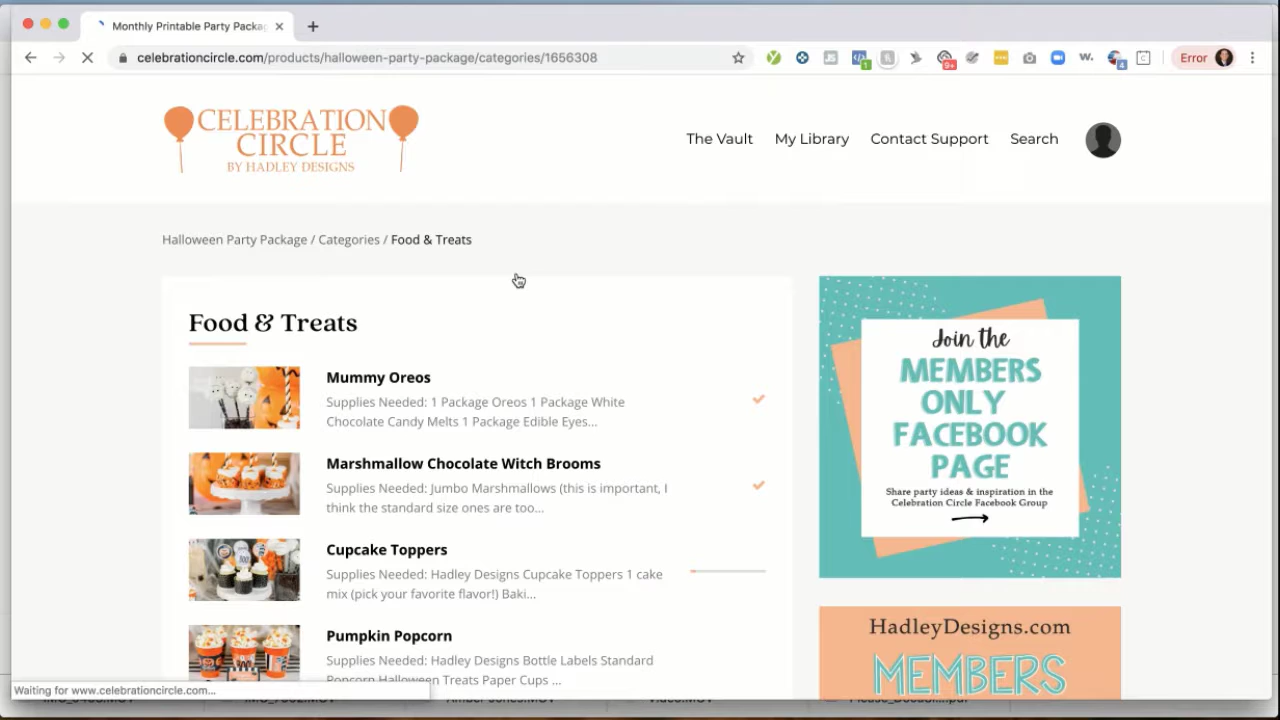 Monthly Printable Party Packa
celebrationcircle.com/products/halloween-party-package/categories/1656308
Error
CELEBRATION
CIRCLE
BY HADLEY DESIGNS
The Vault My Library Contact Support Search
Halloween Party Package / Categories / Food & Treats
Food & Treats
Mummy Oreos
Supplies Needed: 1 Package Oreos 1 Package White
Chocolate Candy Melts 1 Package Edible Eyes...
Marshmallow Chocolate Witch Brooms
Supplies Needed: Jumbo Marshmallows (this is important, I
think the standard size ones are too...
Cupcake Toppers
Supplies Needed: Hadley Designs Cupcake Toppers 1 cake
mix (pick your favorite flavor!) Baki...
Pumpkin Popcorn
Supplies Needed: Hadley Designs Bottle Labels Standard
Popcorn Halloween Treats Paper Cups ...
Join the
MEMBERS
ONLY
FACEBOOK
PAGE
Share party ideas & inspiration in the
Celebration Circle Facebook Group
HadleyDesigns.com
MEMBERS
Waiting for www.celebrationcircle.com...